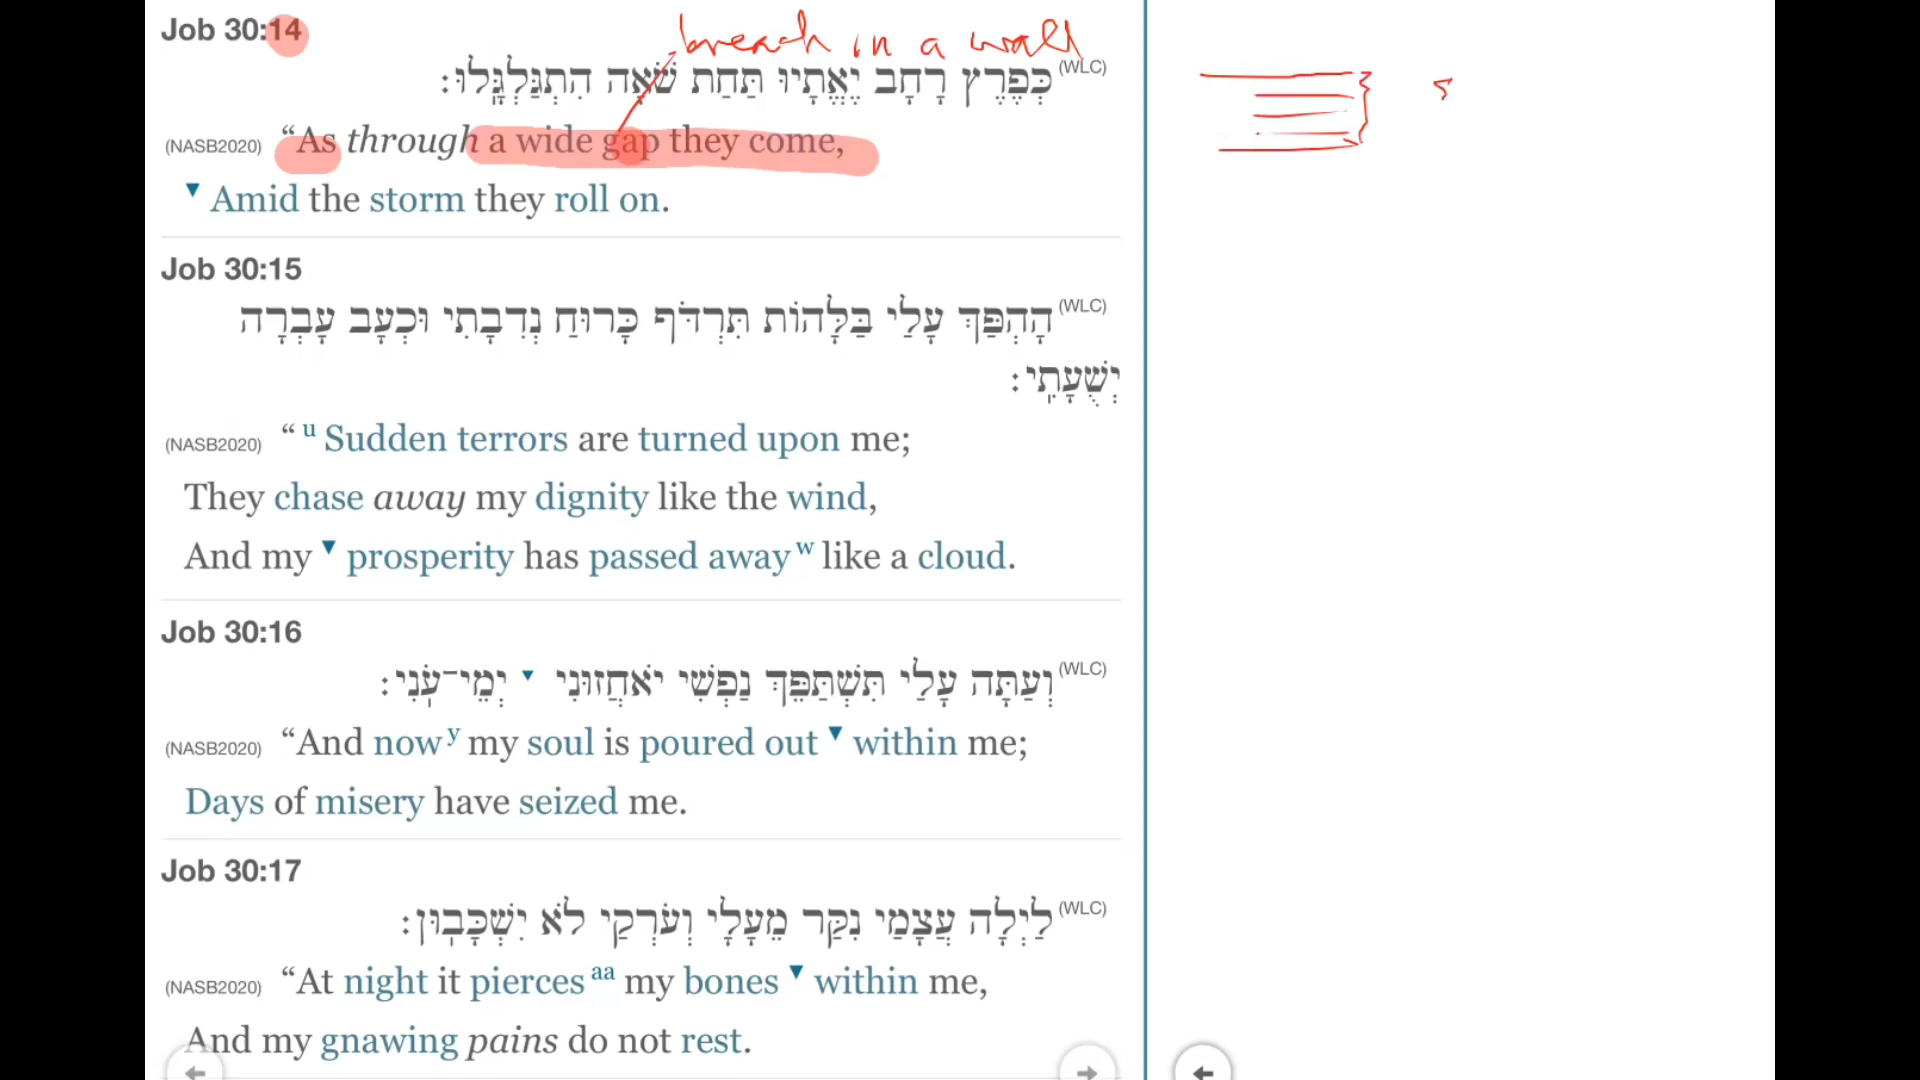 Job 30:14
breach in a wall
(WLC) כְּפֶרֶץ רָחָב יֶאֱתָיוּ תַּחַת שֹׁאָה הִתְגַּלְגָּלוּ׃
(NASB2020) “As through a wide gap they come,
▼ Amid the storm they roll on.
Job 30:15
(WLC) הָהְפַּךְ עָלַי בַּלָּהוֹת תִּרְדֹּף כָּרוּחַ נְדִבָתִי וּכְעָב עָבְרָה
יְשֻׁעָתִי׃
(NASB2020) “ u Sudden terrors are turned upon me;
They chase away my dignity like the wind,
And my ▼ prosperity has passed away w like a cloud.
Job 30:16
(WLC) וְעַתָּה עָלַי תִּשְׁתַּפֵּךְ נַפְשִׁי יֹאחֲזוּנִי ▼ יְמֵי־עֹנִי׃
(NASB2020) “And now y my soul is poured out ▼ within me;
Days of misery have seized me.
Job 30:17
(WLC) לַיְלָה עֲצָמַי נִקַּר מֵעָלָי וְעֹרְקַי לֹא יִשְׁכָּבוּן׃
(NASB2020) “At night it pierces aa my bones ▼ within me,
And my gnawing pains do not rest.